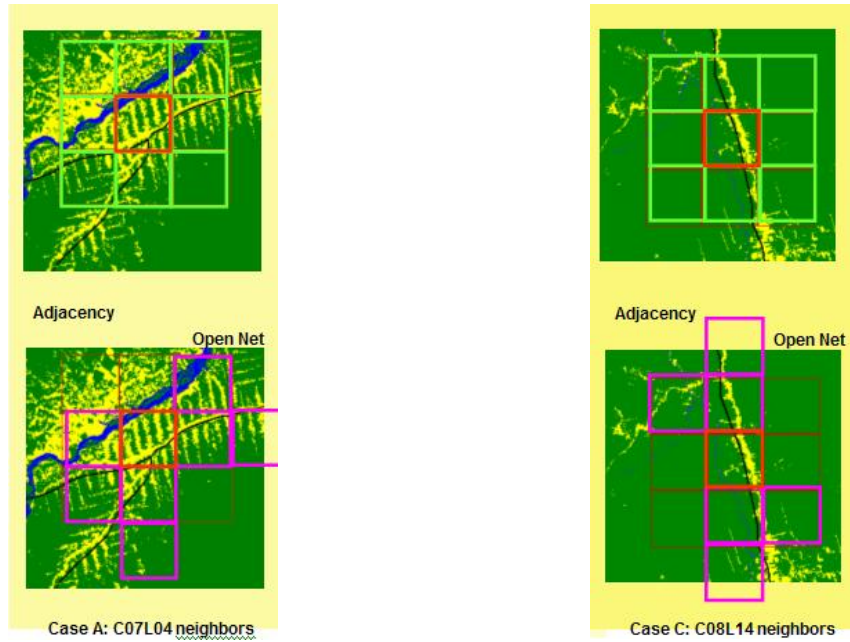 Adjacency
Open Net
Case A: C07L04 neighbors
Adjacency
Open Net
Case C: C08L14 neighbors